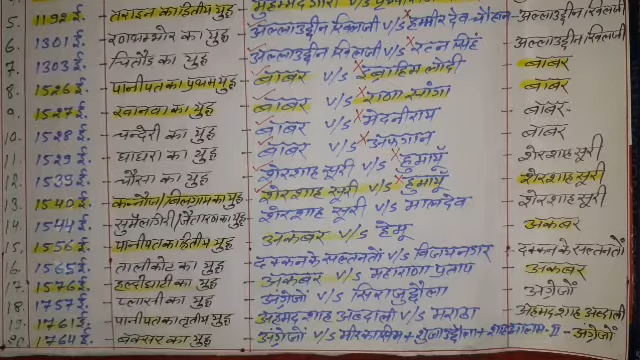 5. 1192 ई. - तराइन का द्वितीय युद्ध - मुहम्मद गौरी v/s
6. 1301 ई. - रणथम्भोर का युद्ध - अल्लाउद्दीन खिलजी v/s हम्मीर देव चौहान - अल्लाउद्दीन खिलजी
7. 1303 ई. - चितौड़ का युद्ध - अल्लाउद्दीन खिलजी v/s रत्न सिंह - अल्लाउद्दीन खिलजी
8. 1526 ई. - पानीपत का प्रथम युद्ध - बाबर v/s इब्राहिम लोदी - बाबर
9. 1527 ई. - खानवा का युद्ध - बाबर v/s राणा सांगा - बाबर
10. 1528 ई. - चन्देरी का युद्ध - बाबर v/s मेदनीराय - बाबर
11. 1529 ई. - घाघरा का युद्ध - बाबर v/s अफगान - बाबर
12. 1539 ई. - चौसा का युद्ध - शेरशाह सूरी v/s हुमायूँ - शेरशाह सूरी
13. 1540 ई. - कन्नौज/बिलग्राम का युद्ध - शेरशाह सूरी v/s हुमायूँ - शेरशाह सूरी
14. 1544 ई. - सुमेलगिरी/जैतारण का युद्ध - शेरशाह सूरी v/s मालदेव - शेरशाह सूरी
15. 1556 ई. - पानीपत का द्वितीय युद्ध - अकबर v/s हेमू - अकबर
16. 1565 ई. - तालीकोट का युद्ध - दक्कन के सल्तनतों v/s विजयनगर - दक्कन के सल्तनतों
17. 1576 ई. - हल्दीघाटी का युद्ध - अकबर v/s महाराणा प्रताप - अकबर
18. 1757 ई. - प्लासी का युद्ध - अंग्रेजों v/s सिराजुद्दौला - अंग्रेजों
19. 1761 ई. - पानीपत का तृतीय युद्ध - अहमद शाह अब्दाली v/s मराठा - अहमद शाह अब्दाली
20. 1764 ई. - बक्सर का युद्ध - अंग्रेजों v/s मीरकासिम + शुजाउद्दौला + शाहआलम-II - अंग्रेजों